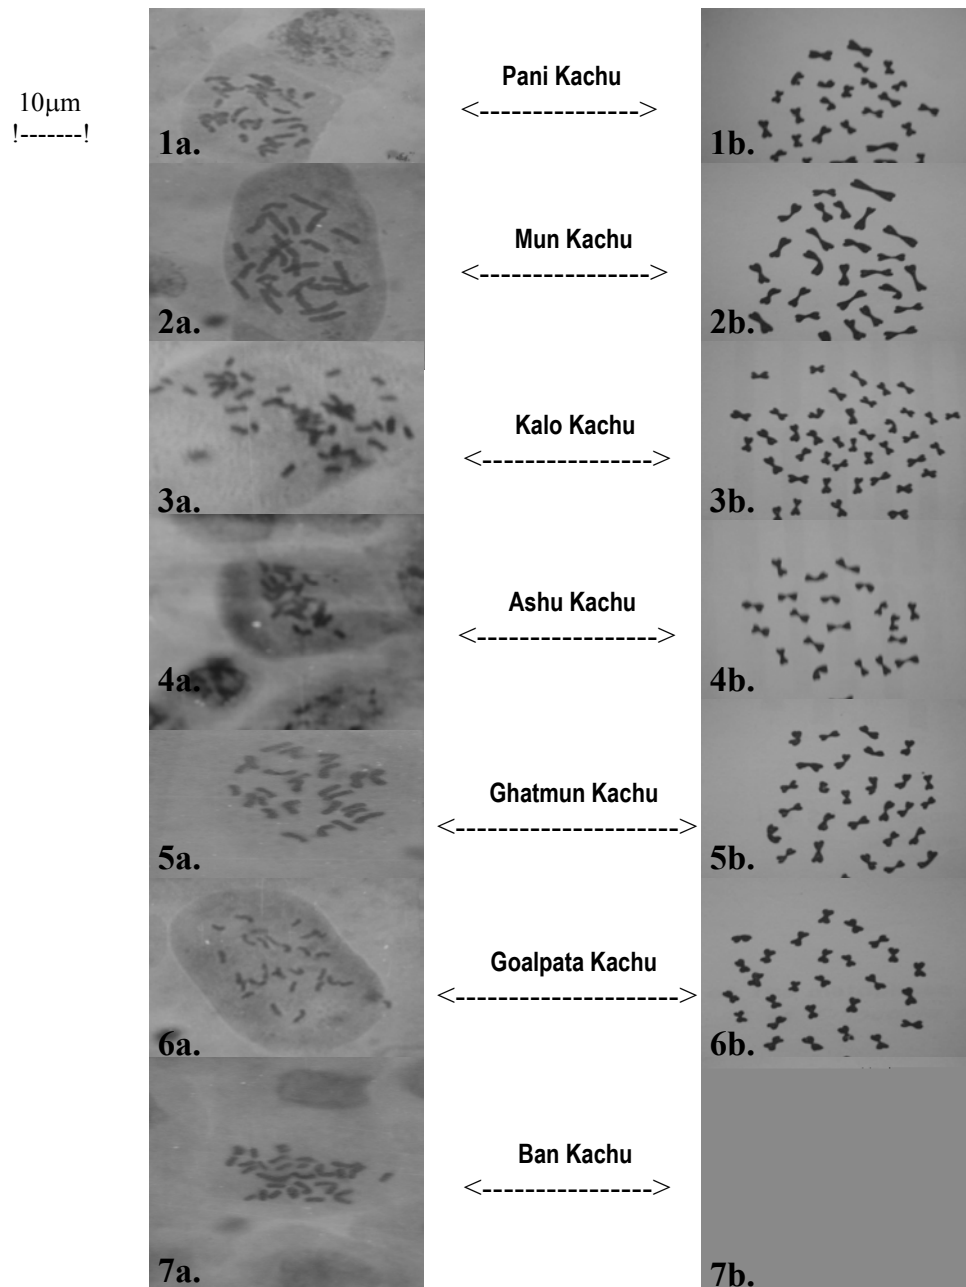 Pani Kachu
10µm
<--------------->
!-------!
1a.
1b.
Mun Kachu
<---------------->
2a.
2b.
Kalo Kachu
<---------------->
3a.
3b.
Ashu Kachu
<----------------->
4a.
4b.
Ghatmun Kachu
<--------------------->
5a.
5b.
Goalpata Kachu
<--------------------->
6a.
6b.
Ban Kachu
<---------------->
7a.
7b.